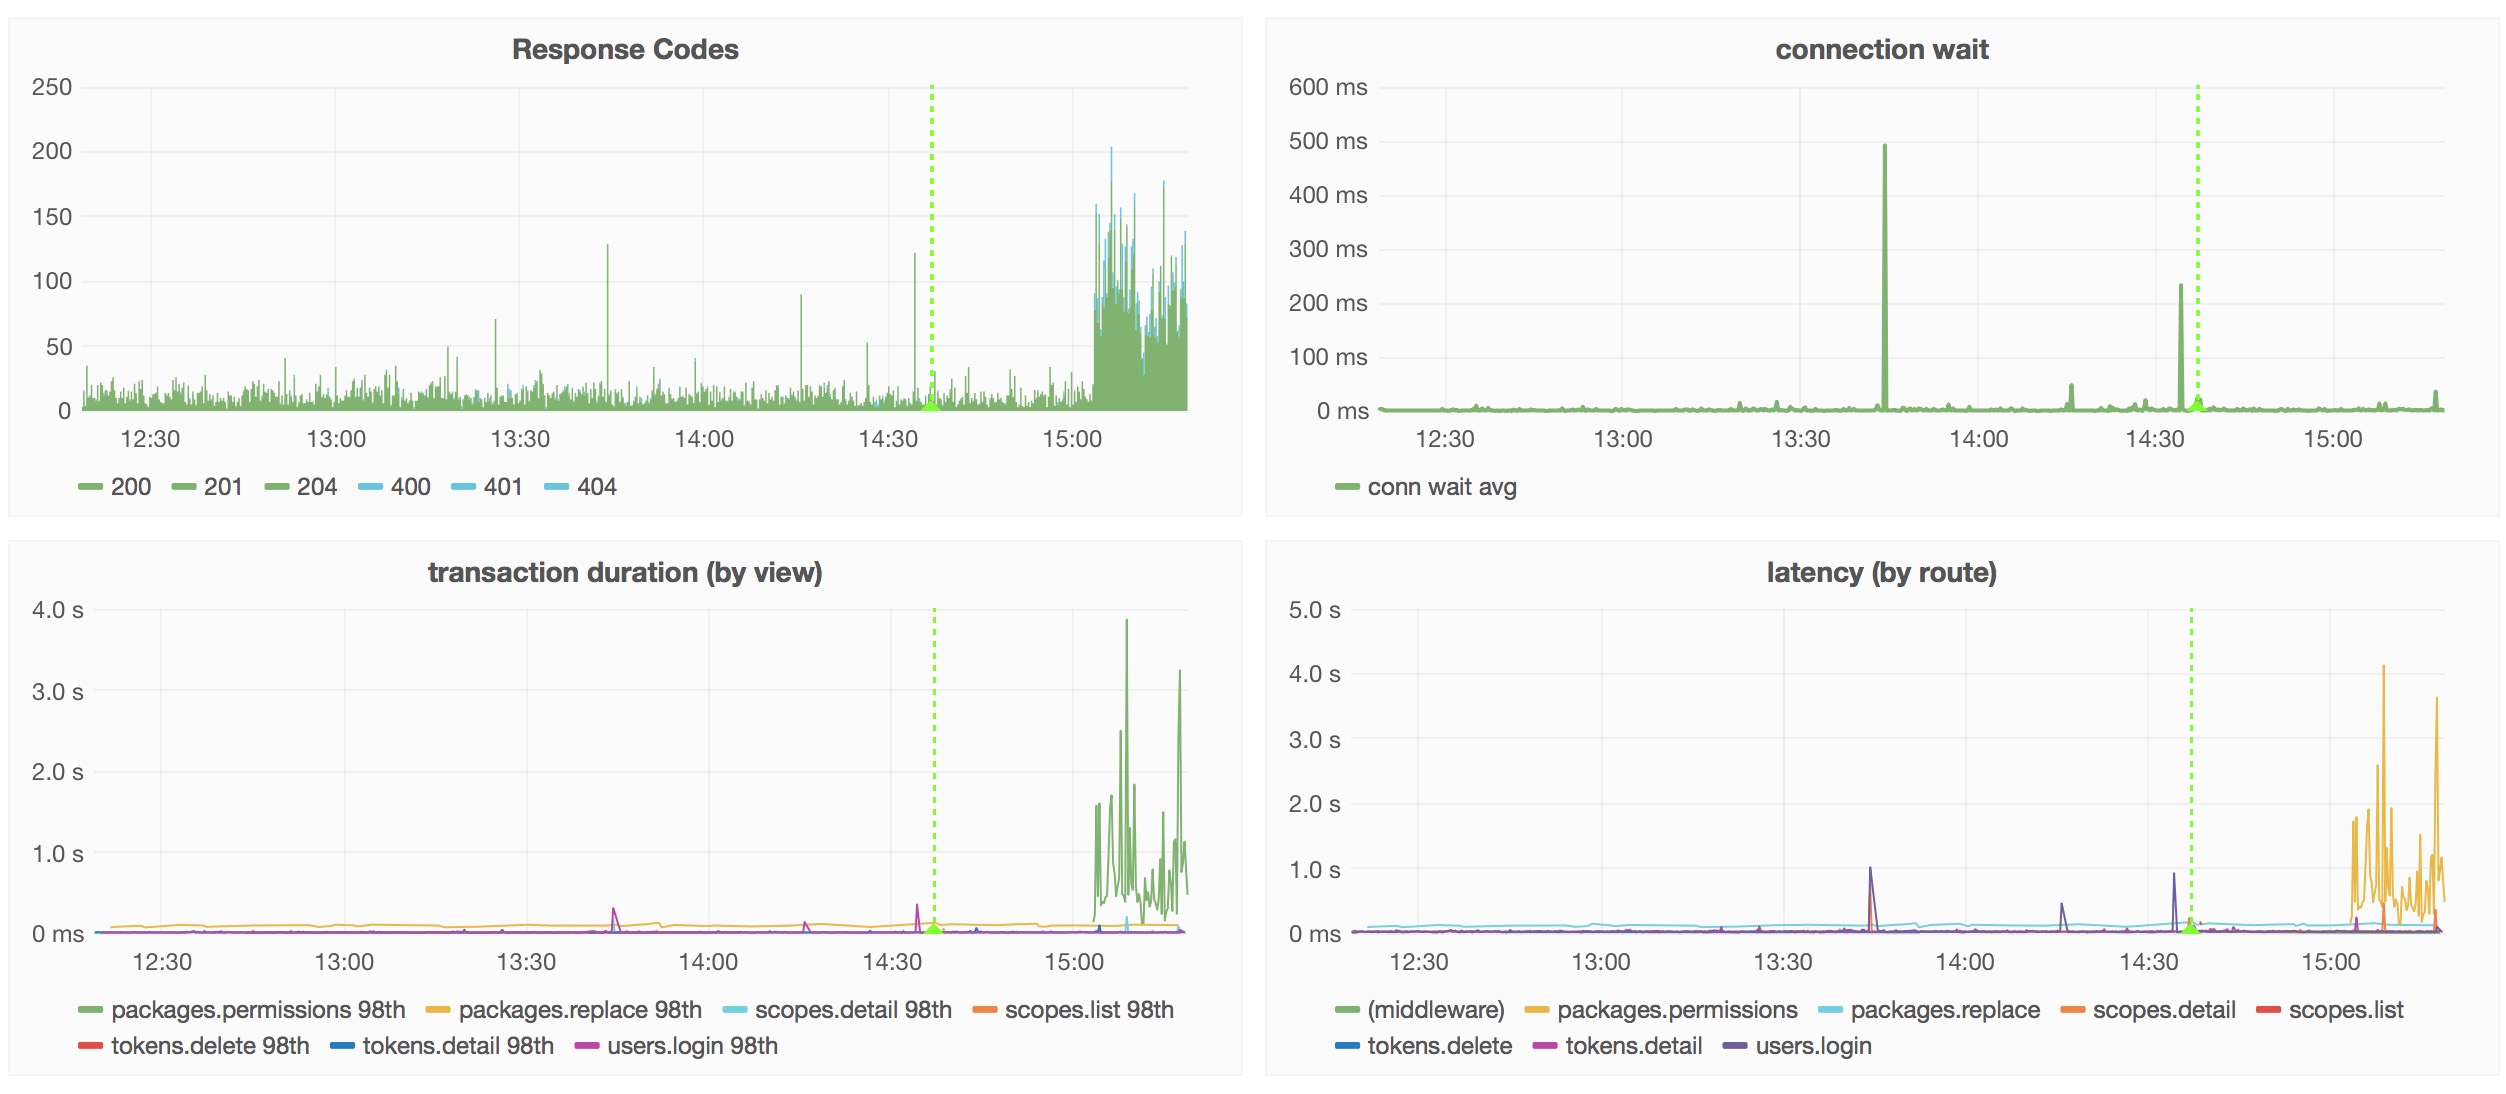 Response Codes
250
200
150
100
50
0
12:30 13:00 13:30 14:00 14:30 15:00
200 201 204 400 401 404
connection wait
600 ms
500 ms
400 ms
300 ms
200 ms
100 ms
0 ms
12:30 13:00 13:30 14:00 14:30 15:00
conn wait avg
transaction duration (by view)
4.0 s
3.0 s
2.0 s
1.0 s
0 ms
12:30 13:00 13:30 14:00 14:30 15:00
packages.permissions 98th packages.replace 98th scopes.detail 98th scopes.list 98th
tokens.delete 98th tokens.detail 98th users.login 98th
latency (by route)
5.0 s
4.0 s
3.0 s
2.0 s
1.0 s
0 ms
12:30 13:00 13:30 14:00 14:30 15:00
(middleware) packages.permissions packages.replace scopes.detail scopes.list
tokens.delete tokens.detail users.login